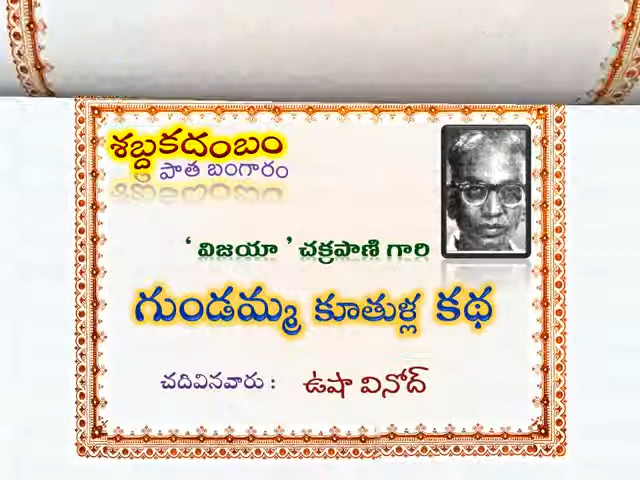 శబ్దకదంబం
పాత బంగారం
‘ విజయా ’ చక్రపాణి గారి
గుండమ్మ కూతుళ్ల కథ
చదివినవారు : ఉషా వినోద్